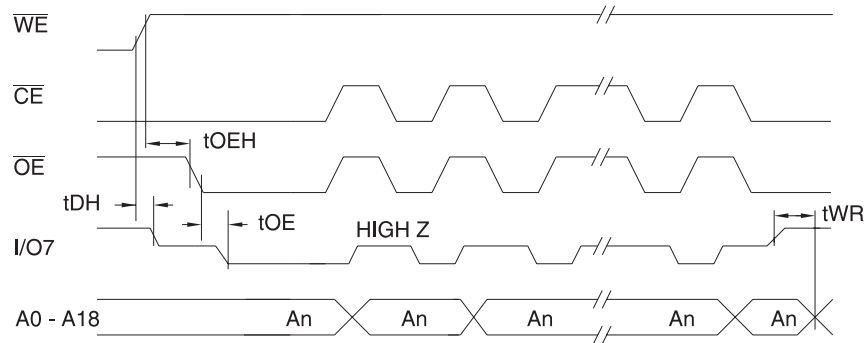 WE
CE
tOEH
OE
tDH
tOE
HIGH Z
tWR
I/O7
A0 - A18
An An An An An